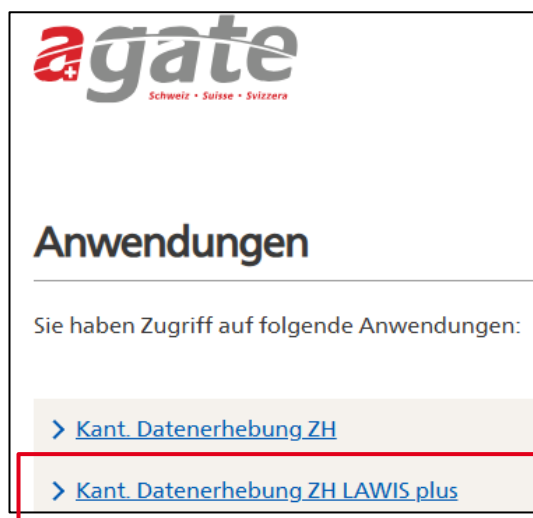 agate
Schweiz • Suisse • Svizzera
Anwendungen
Sie haben Zugriff auf folgende Anwendungen:
> Kant. Datenerhebung ZH
> Kant. Datenerhebung ZH LAWIS plus